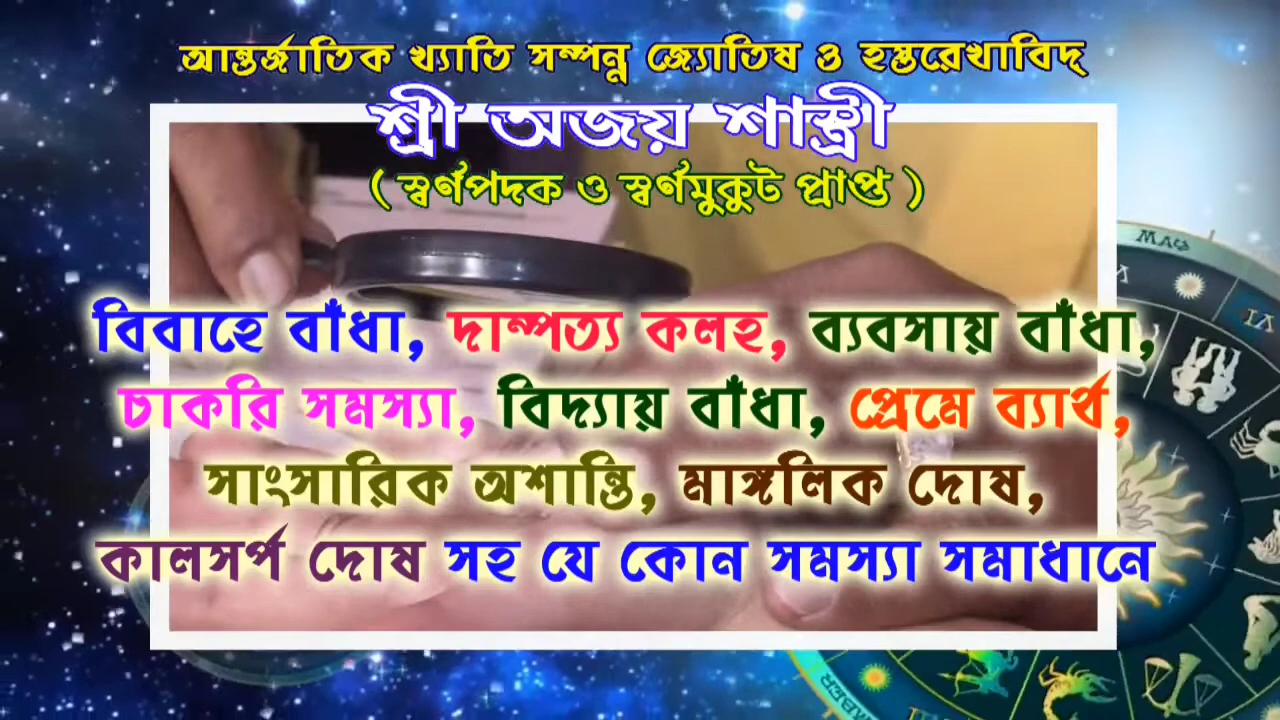 আন্তর্জাতিক খ্যাতি সম্পন্ন জ্যোতিষ ও হস্তরেখাবিদ্
শ্রী অজয় শাস্ত্রী
( স্বর্ণপদক ও স্বর্ণমুকুট প্রাপ্ত )
বিবাহে বাঁধা, দাম্পত্য কলহ, ব্যবসায় বাঁধা,
চাকরি সমস্যা, বিদ্যায় বাঁধা, প্রেমে ব্যার্থ,
সাংসারিক অশান্তি, মাঙ্গলিক দোষ,
কালসর্প দোষ সহ যে কোন সমস্যা সমাধানে